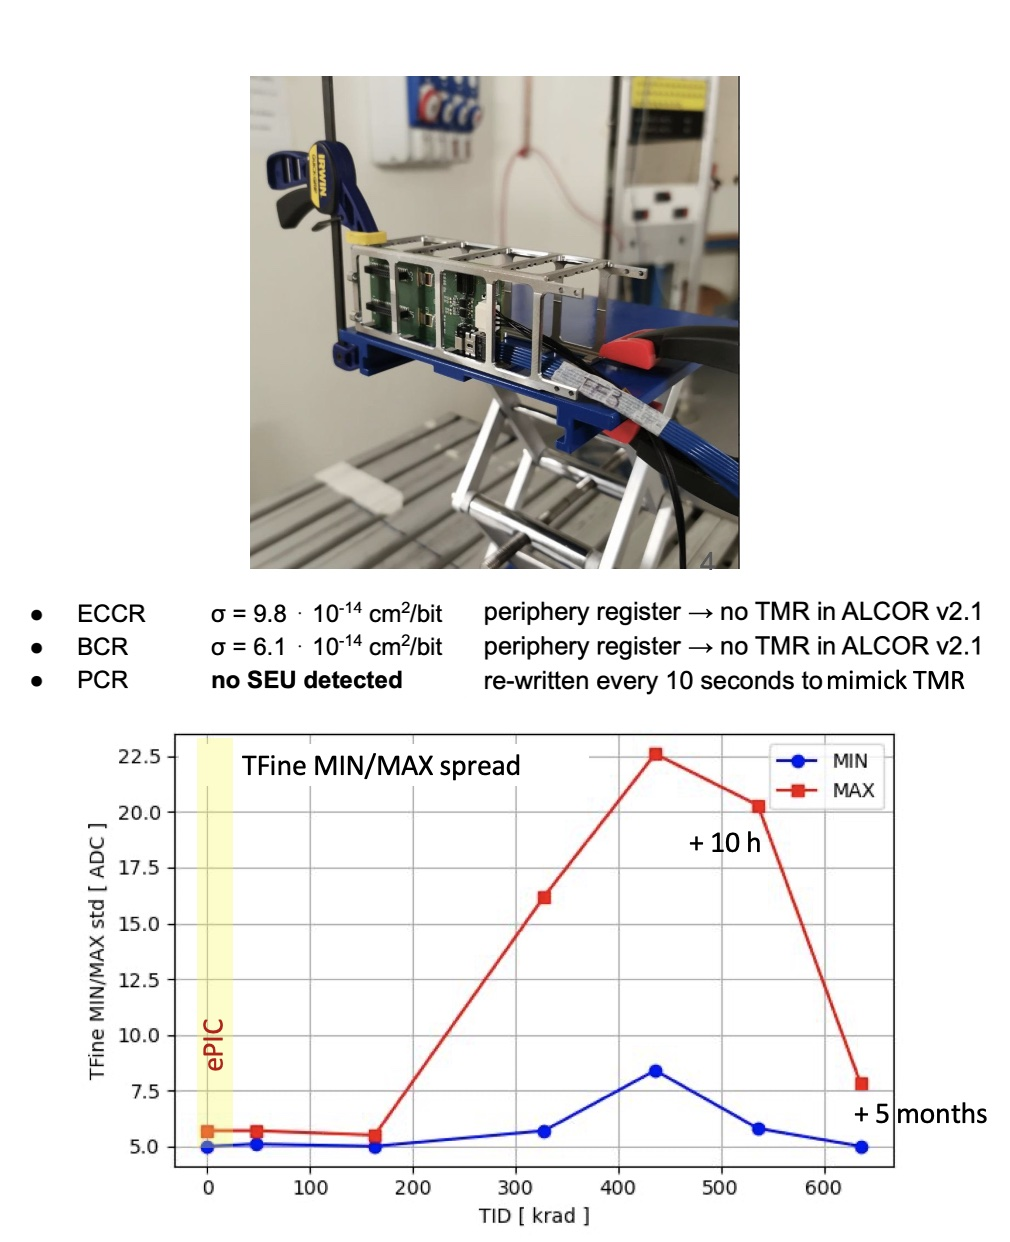 IRWIN
FF3
4
● ECCR σ = 9.8 · 10⁻¹⁴ cm²/bit periphery register → no TMR in ALCOR v2.1
● BCR σ = 6.1 · 10⁻¹⁴ cm²/bit periphery register → no TMR in ALCOR v2.1
● PCR no SEU detected re-written every 10 seconds to mimick TMR
TFine MIN/MAX spread
MIN
MAX
+ 10 h
+ 5 months
ePIC
TFine MIN/MAX std [ ADC ]
22.5
20.0
17.5
15.0
12.5
10.0
7.5
5.0
0 100 200 300 400 500 600
TID [ krad ]